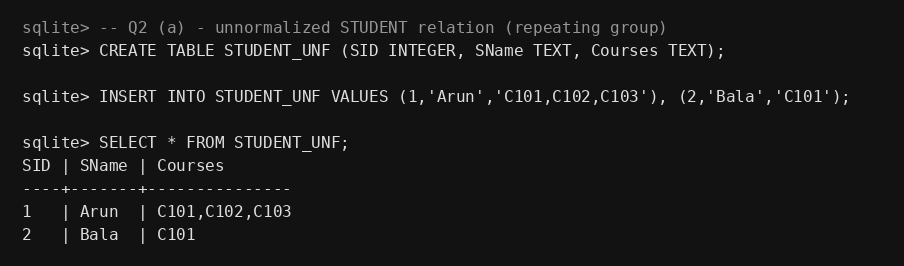 sqlite> -- Q2 (a) - unnormalized STUDENT relation (repeating group)
sqlite> CREATE TABLE STUDENT_UNF (SID INTEGER, SName TEXT, Courses TEXT);
sqlite> INSERT INTO STUDENT_UNF VALUES (1,'Arun','C101,C102,C103'), (2,'Bala','C101');
sqlite> SELECT * FROM STUDENT_UNF;
SID | SName | Courses
----+-------+---------------
1   | Arun  | C101,C102,C103
2   | Bala  | C101